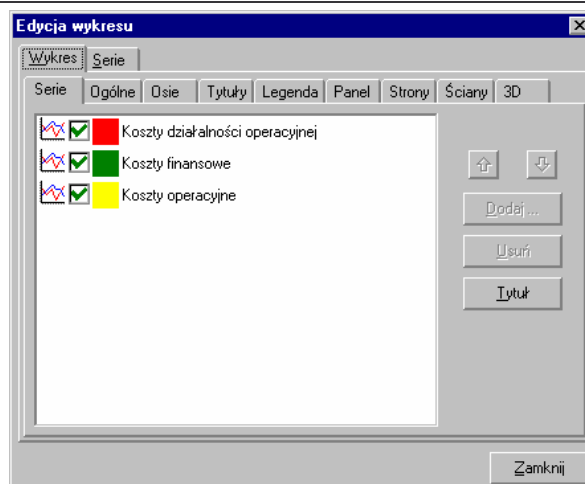 Edycja wykresu
Wykres Serie
Serie Ogólne Osie Tytuły Legenda Panel Strony Ściany 3D
Koszty działalności operacyjnej
Koszty finansowe
Koszty operacyjne
Dodaj ...
Usuń
Tytuł
Zamknij